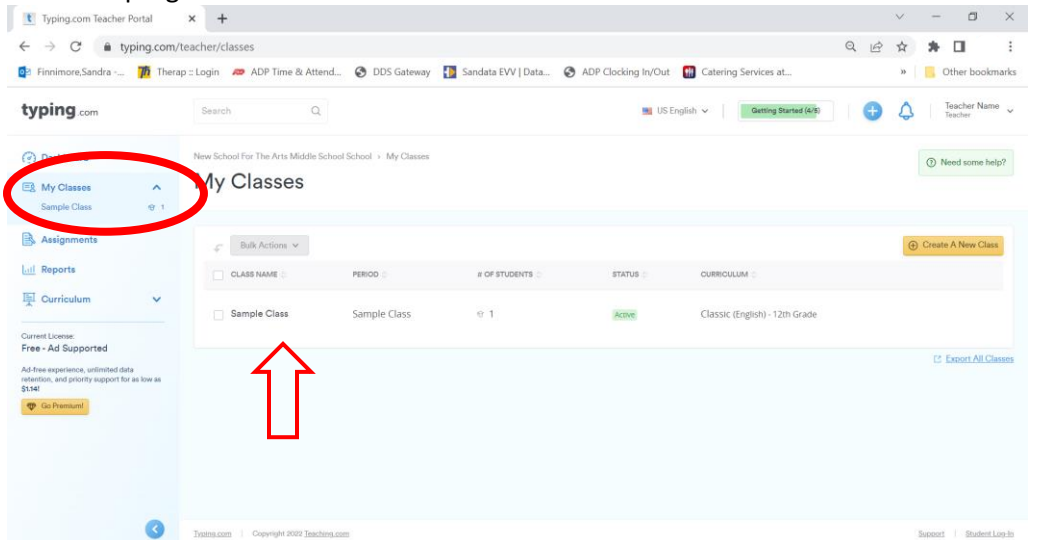 Typing.com Teacher Portal
typing.com/teacher/classes
Finnimore,Sandra -... Therap :: Login ADP Time & Attend... DDS Gateway Sandata EVV | Data... ADP Clocking In/Out Catering Services at... » Other bookmarks
typing.com Search US English Getting Started (4/5) Teacher Name
Teacher
New School For The Arts Middle School School › My Classes
Need some help?
My Classes
My Classes
Sample Class 1
Assignments
Reports
Curriculum
Current License:
Free - Ad Supported
Ad-free experience, unlimited data
retention, and priority support for as low as
$1.14!
Go Premium!
Bulk Actions Create A New Class
CLASS NAME PERIOD # OF STUDENTS STATUS CURRICULUM
Sample Class Sample Class 1 Active Classic (English) - 12th Grade
Export All Classes
Typing.com | Copyright 2022 Teaching.com Support | Student Log-In